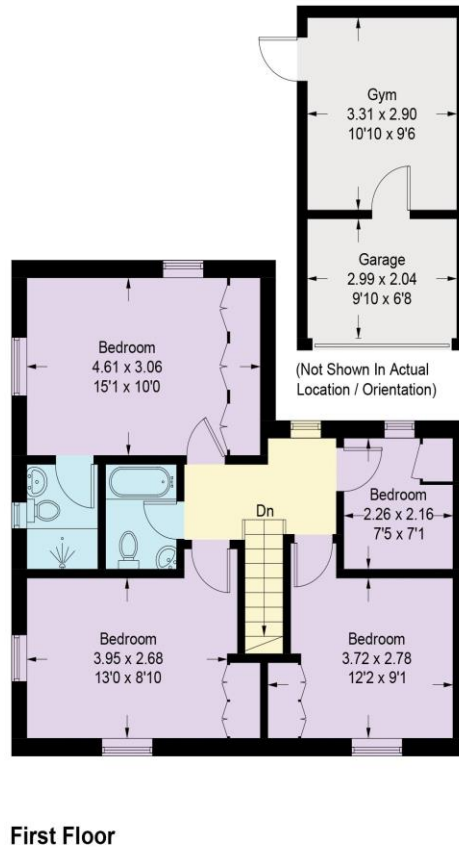 Gym
3.31 x 2.90
10'10 x 9'6
Garage
2.99 x 2.04
9'10 x 6'8
(Not Shown In Actual
Location / Orientation)
Bedroom
4.61 x 3.06
15'1 x 10'0
Dn
Bedroom
2.26 x 2.16
7'5 x 7'1
Bedroom
3.95 x 2.68
13'0 x 8'10
Bedroom
3.72 x 2.78
12'2 x 9'1
First Floor